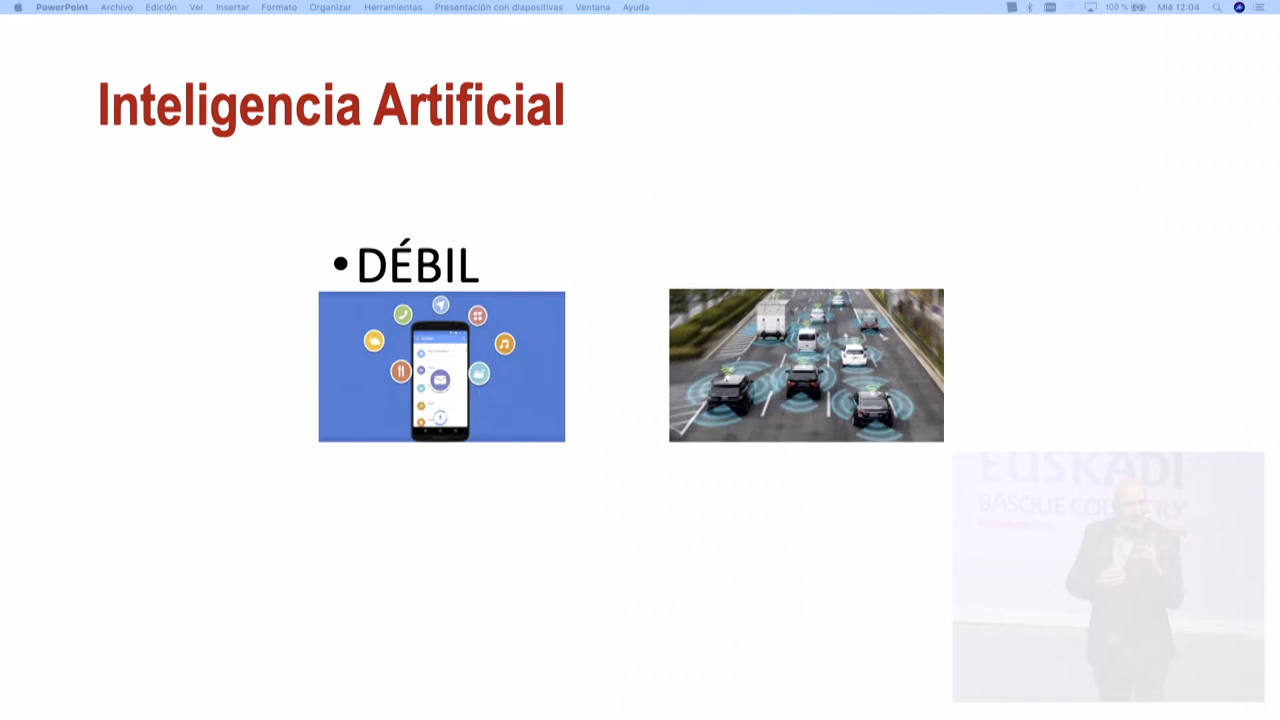 PowerPoint Archivo Edición Ver Insertar Formato Organizar Herramientas Presentación con diapositivas Ventana Ayuda 100 % Mié 12:04
Inteligencia Artificial
• DÉBIL
EUSKADI
BASQUE COUNTRY